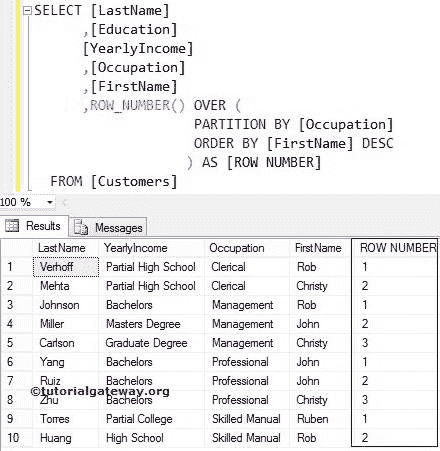 SELECT [LastName]
,[Education]
[YearlyIncome]
,[Occupation]
,[FirstName]
,ROW_NUMBER() OVER (
PARTITION BY [Occupation]
ORDER BY [FirstName] DESC
) AS [ROW NUMBER]
FROM [Customers]
100 %
Results Messages
LastName YearlyIncome Occupation FirstName ROW NUMBER
1 Verhoff Partial High School Clerical Rob 1
2 Mehta Partial High School Clerical Christy 2
3 Johnson Bachelors Management Rob 1
4 Miller Masters Degree Management John 2
5 Carlson Graduate Degree Management Christy 3
6 Yang Bachelors Professional John 1
7 Ruiz Bachelors Professional John 2
©tutorialgateway.org
8 Zhu Bachelors Professional Christy 3
9 Torres Partial College Skilled Manual Ruben 1
10 Huang High School Skilled Manual Rob 2